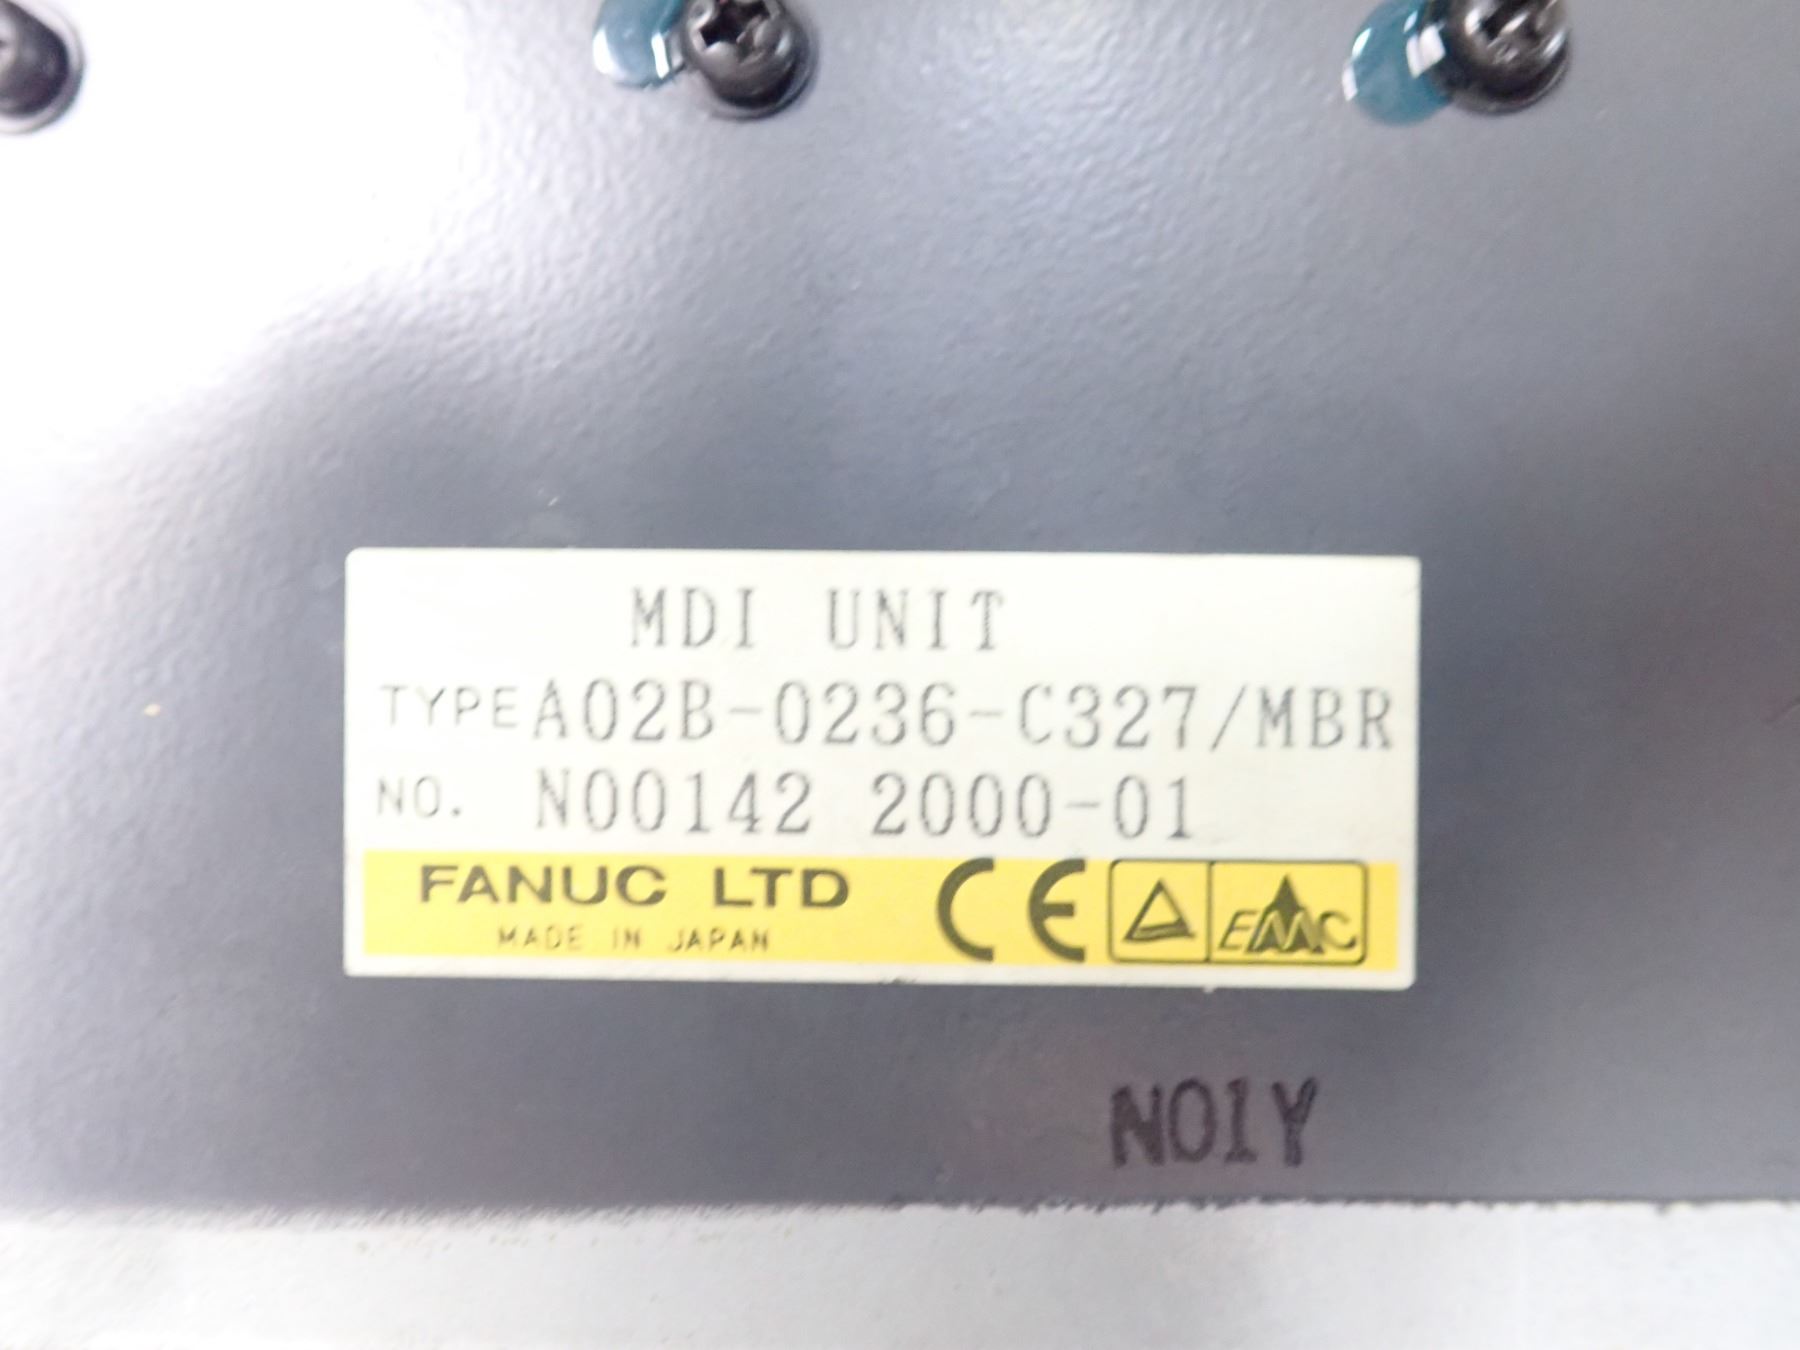 MDI UNIT
TYPE A02B-0236-C327/MBR
NO. N00142 2000-01
FANUC LTD CE EMC
MADE IN JAPAN
N01Y